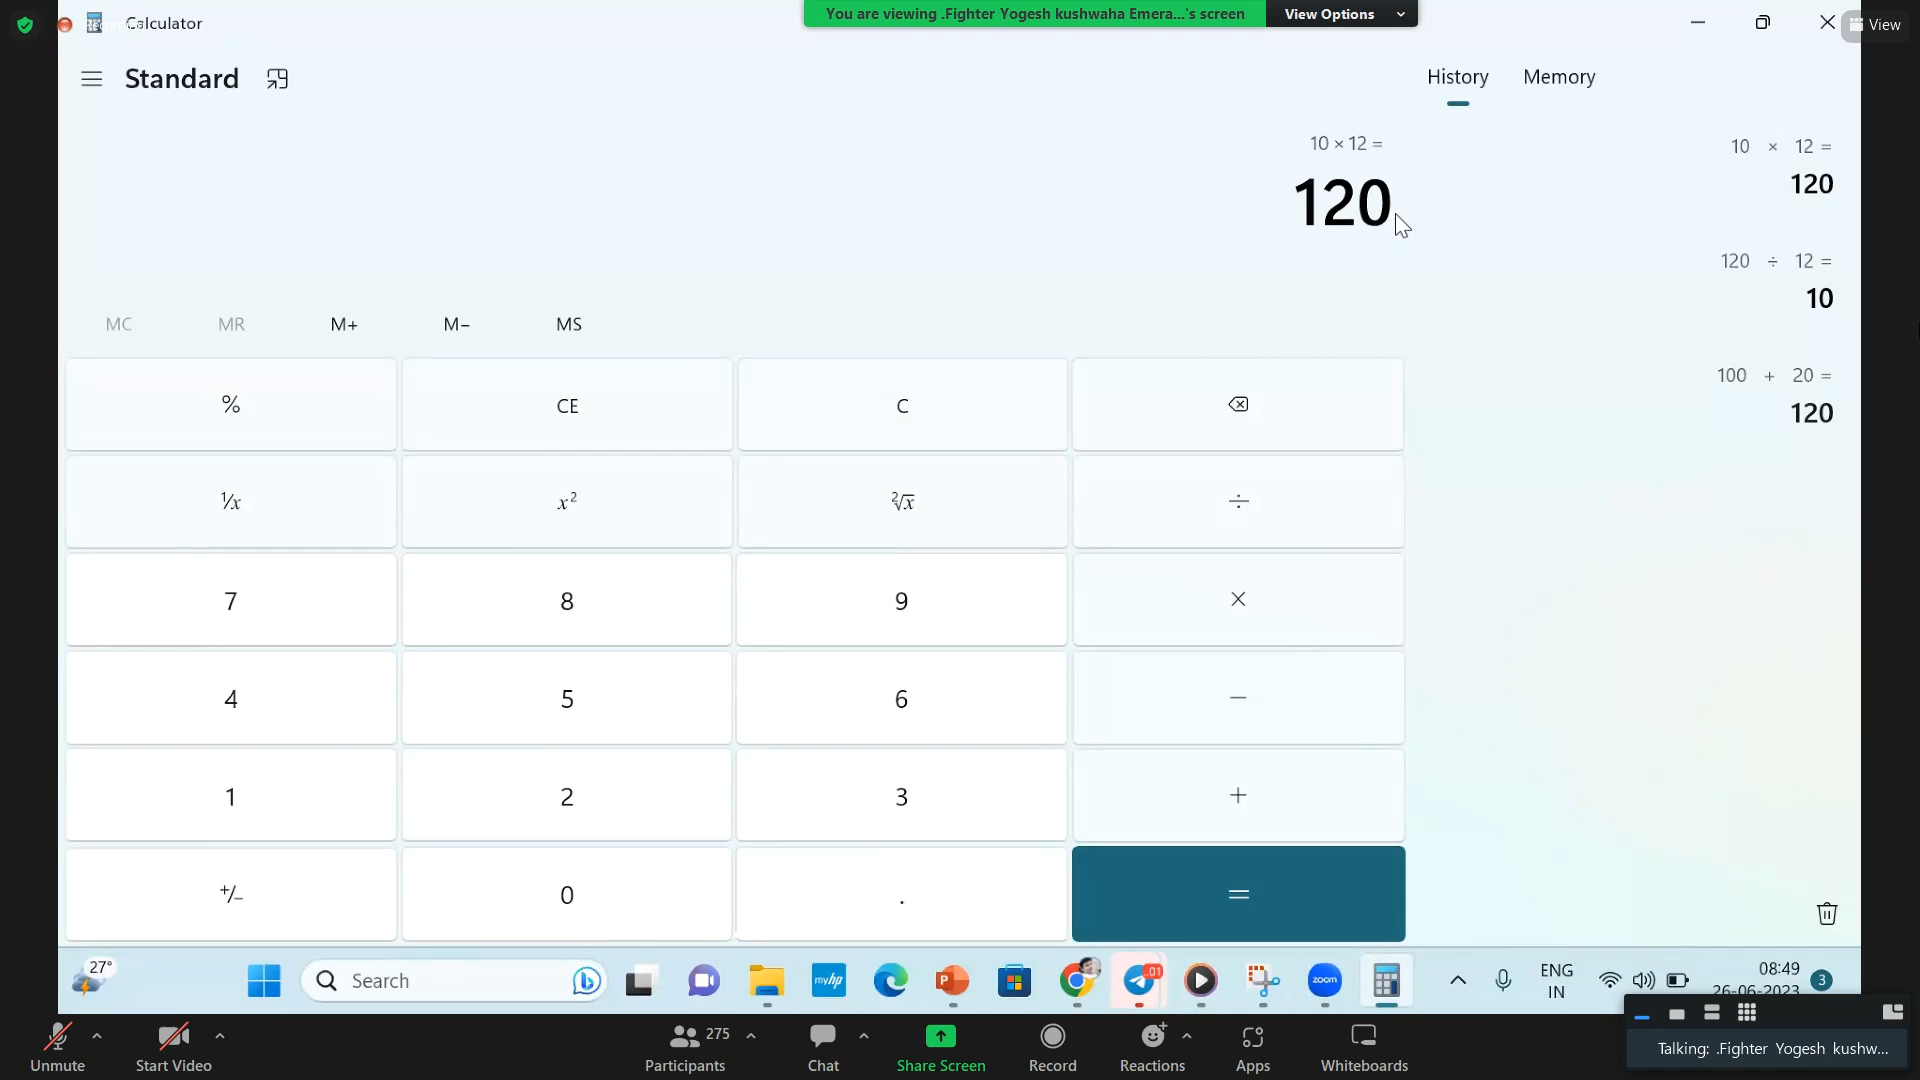 Calculator
You are viewing .Fighter Yogesh kushwaha Emera...'s screen
View Options
View
Standard
History
Memory
10 × 12 =
120
10 × 12 =
120
120 ÷ 12 =
10
100 + 20 =
120
MC MR M+ M− MS
% CE C
¹/x x² ²√x ÷
7 8 9 ×
4 5 6 −
1 2 3 +
+/− 0 . =
27°
Search
myhp
zoom
ENG
IN
08:49
26-06-2023
3
Unmute
Start Video
275
Participants
Chat
Share Screen
Record
Reactions
Apps
Whiteboards
Talking: .Fighter Yogesh kushw...